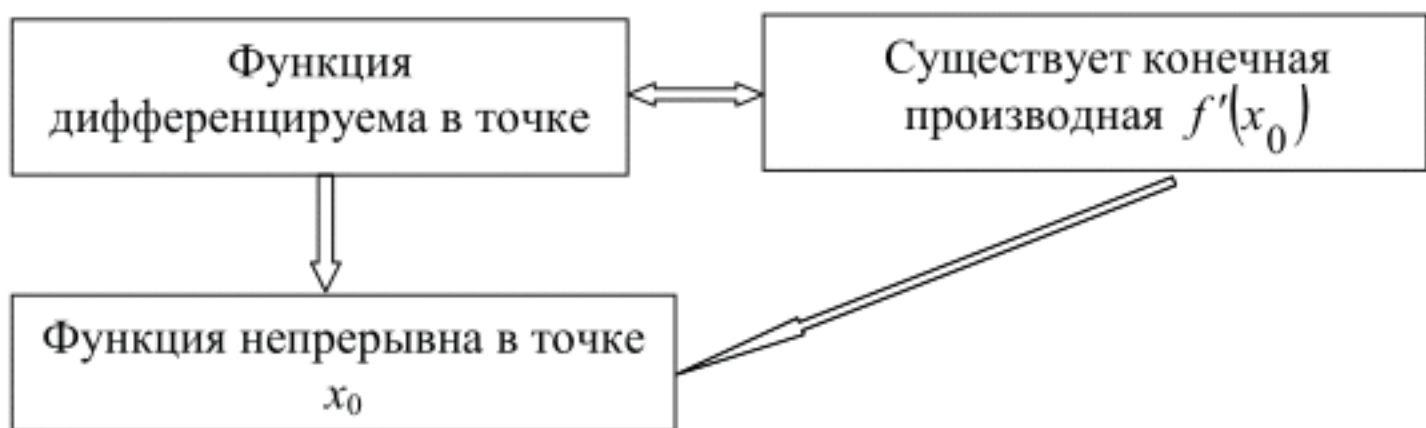 Функция
дифференцируема в точке
Существует конечная
производная f′(x₀)
Функция непрерывна в точке
x₀